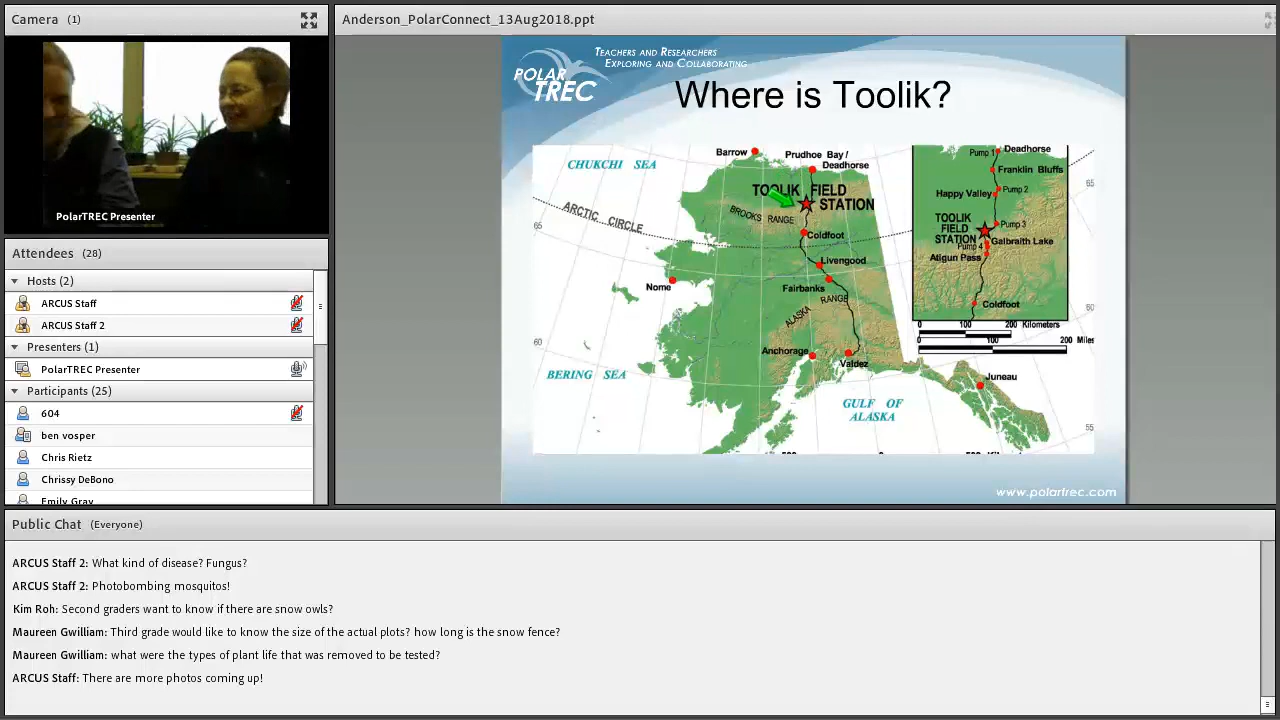 Camera (1)
PolarTREC Presenter
Attendees (28)
Hosts (2)
ARCUS Staff
ARCUS Staff 2
Presenters (1)
PolarTREC Presenter
Participants (25)
604
ben vosper
Chris Rietz
Chrissy DeBono
Emily Gray
Anderson_PolarConnect_13Aug2018.ppt
TEACHERS AND RESEARCHERS
EXPLORING AND COLLABORATING
POLAR
TREC
Where is Toolik?
CHUKCHI SEA
Barrow
Prudhoe Bay /
Deadhorse
TOOLIK FIELD
STATION
BROOKS RANGE
ARCTIC CIRCLE
65
Coldfoot
Livengood
Nome
Fairbanks
ALASKA RANGE
60
Anchorage
Valdez
BERING SEA
GULF OF
ALASKA
Juneau
Pump 1
Deadhorse
Franklin Bluffs
Happy Valley
Pump 2
TOOLIK
FIELD
STATION
Pump 3
Pump 4
Galbraith Lake
Atigun Pass
Coldfoot
0 100 200 Kilometers
0 100 200 Miles
65
60
55
www.polartrec.com
Public Chat (Everyone)
ARCUS Staff 2: What kind of disease? Fungus?
ARCUS Staff 2: Photobombing mosquitos!
Kim Roh: Second graders want to know if there are snow owls?
Maureen Gwilliam: Third grade would like to know the size of the actual plots? how long is the snow fence?
Maureen Gwilliam: what were the types of plant life that was removed to be tested?
ARCUS Staff: There are more photos coming up!